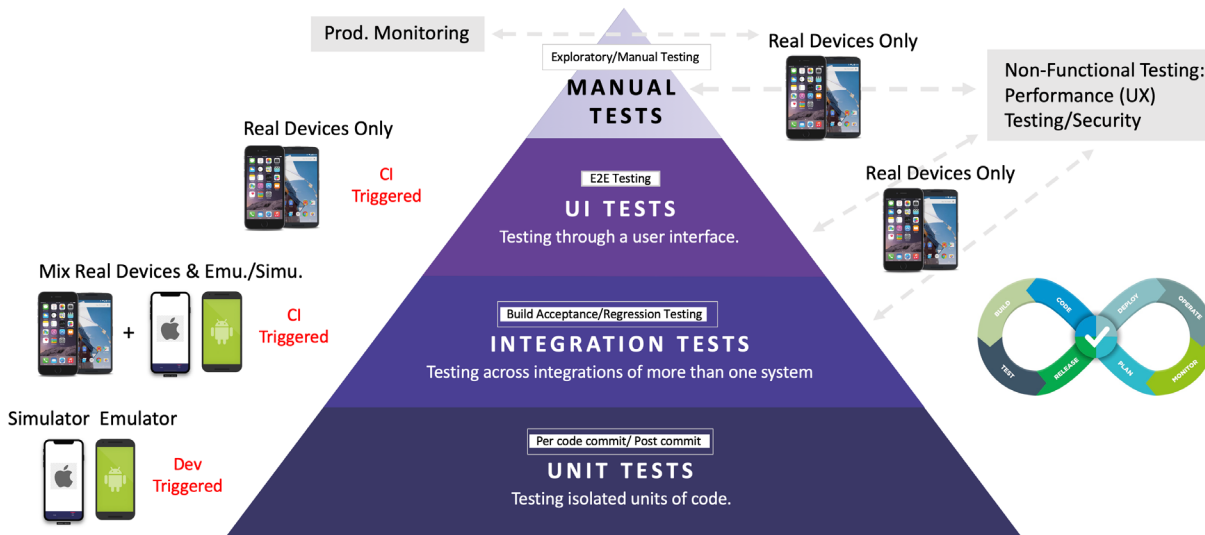 Prod. Monitoring
Exploratory/Manual Testing
MANUAL
TESTS
Real Devices Only
Non-Functional Testing:
Performance (UX)
Testing/Security
Real Devices Only
CI
Triggered
E2E Testing
UI TESTS
Testing through a user interface.
Real Devices Only
Mix Real Devices & Emu./Simu.
+
CI
Triggered
Build Acceptance/Regression Testing
INTEGRATION TESTS
Testing across integrations of more than one system
BUILD
CODE
DEPLOY
OPERATE
TEST
RELEASE
PLAN
MONITOR
Simulator Emulator
Dev
Triggered
Per code commit/ Post commit
UNIT TESTS
Testing isolated units of code.